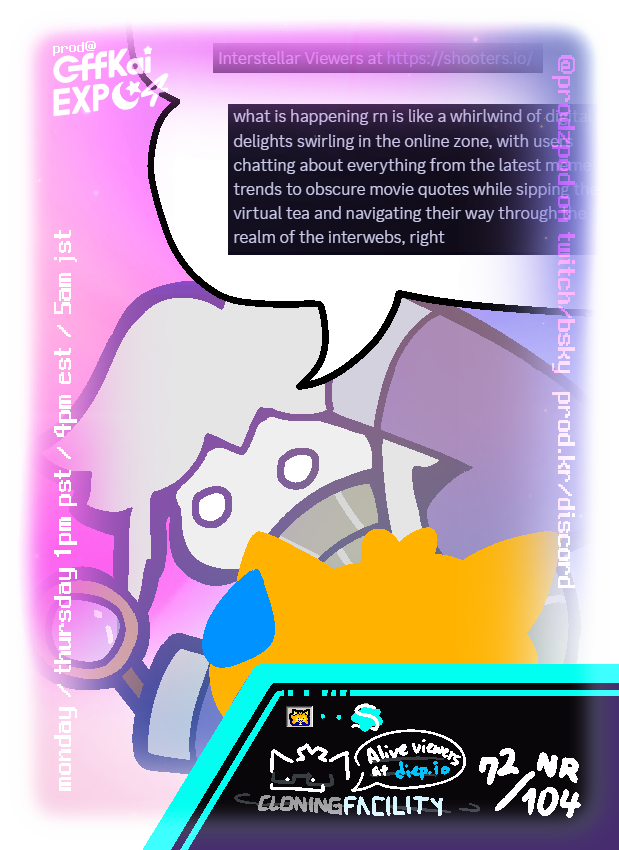 prod@
OffKai
EXPO4
Interstellar Viewers at https://shooters.io/
what is happening rn is like a whirlwind of digital
delights swirling in the online zone, with users
chatting about everything from the latest meme
trends to obscure movie quotes while sipping the
virtual tea and navigating their way through the
realm of the interwebs, right
@prodzpod on twitch/bsky prod.kr/discord
monday / thursday 1pm pst / 4pm est / 5am jst
Alive viewers
at diep.io
CLONINGFACILITY
72 NR
/104